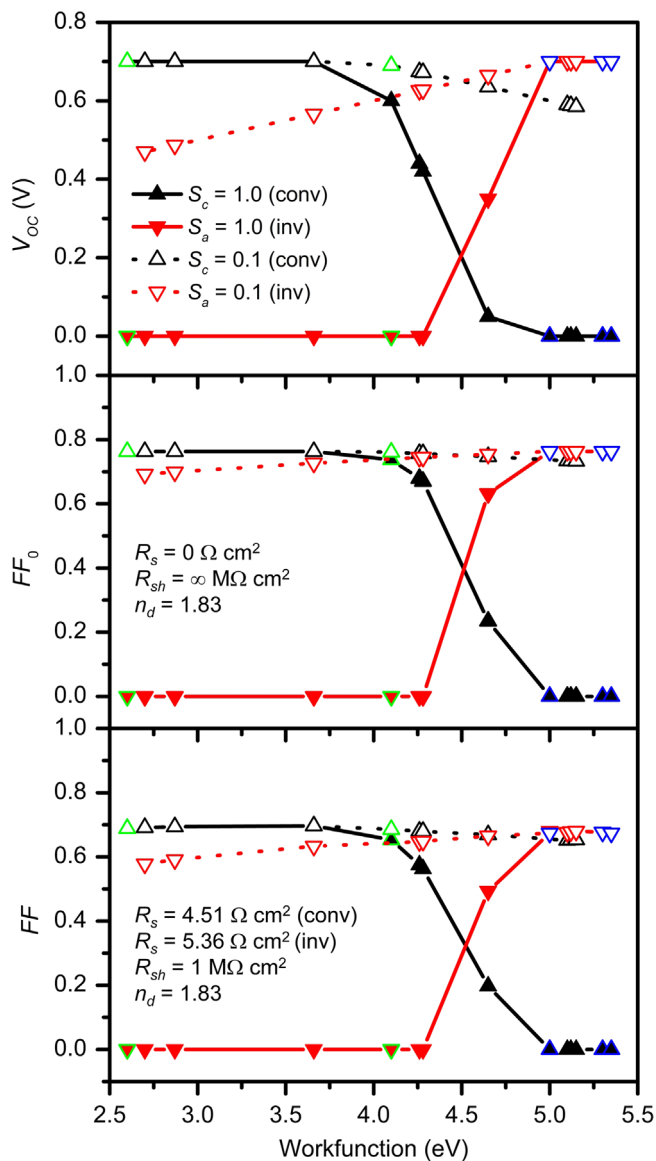 0.8
0.6
0.4
0.2
0.0
V_OC (V)
S_c = 1.0 (conv)
S_a = 1.0 (inv)
S_c = 0.1 (conv)
S_a = 0.1 (inv)
1.0
0.8
0.6
0.4
0.2
0.0
FF_0
R_s = 0 Ω cm²
R_sh = ∞ MΩ cm²
n_d = 1.83
1.0
0.8
0.6
0.4
0.2
0.0
FF
R_s = 4.51 Ω cm² (conv)
R_s = 5.36 Ω cm² (inv)
R_sh = 1 MΩ cm²
n_d = 1.83
2.5 3.0 3.5 4.0 4.5 5.0 5.5
Workfunction (eV)